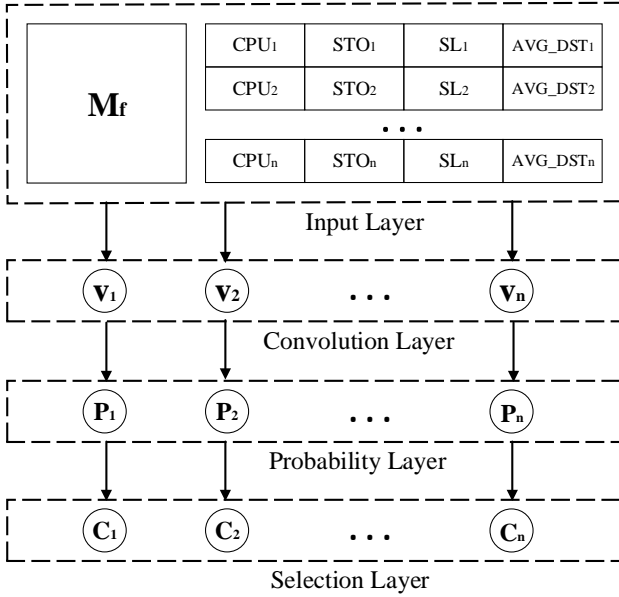 CPU₁ STO₁ SL₁ AVG_DST₁
CPU₂ STO₂ SL₂ AVG_DST₂
M_f
. . .
CPUₙ STOₙ SLₙ AVG_DSTₙ
Input Layer
v₁ v₂ . . . vₙ
Convolution Layer
P₁ P₂ . . . Pₙ
Probability Layer
C₁ C₂ . . . Cₙ
Selection Layer